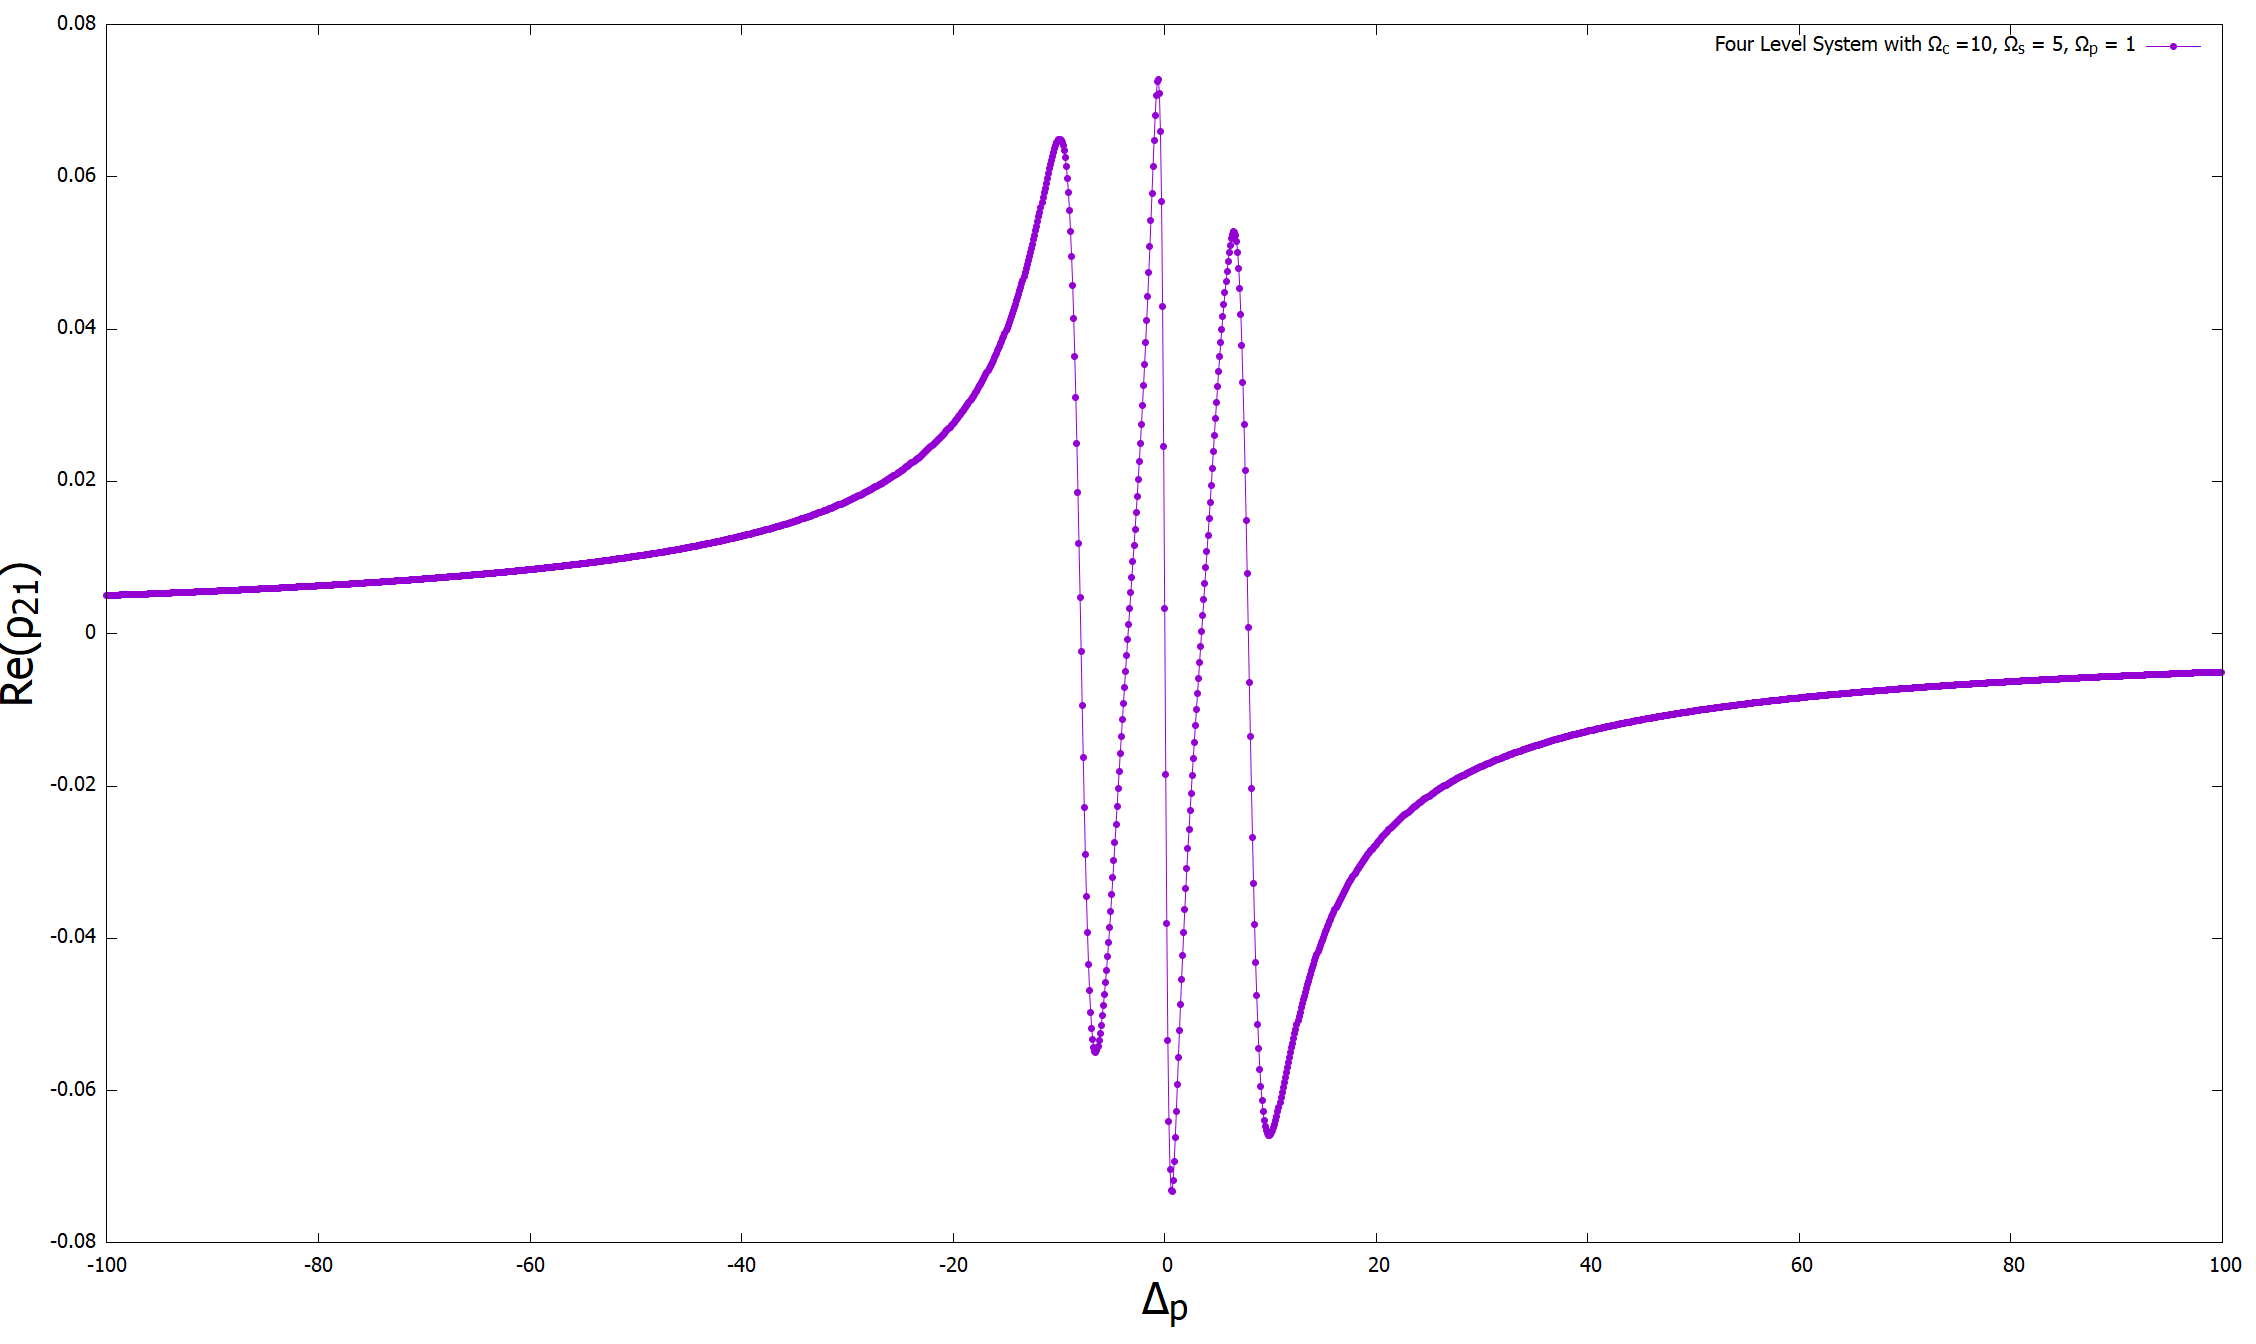 Four Level System with Ωc =10, Ωs = 5, Ωp = 1
0.08
0.06
0.04
0.02
0
-0.02
-0.04
-0.06
-0.08
Re(ρ21)
-100 -80 -60 -40 -20 0 20 40 60 80 100
Δp